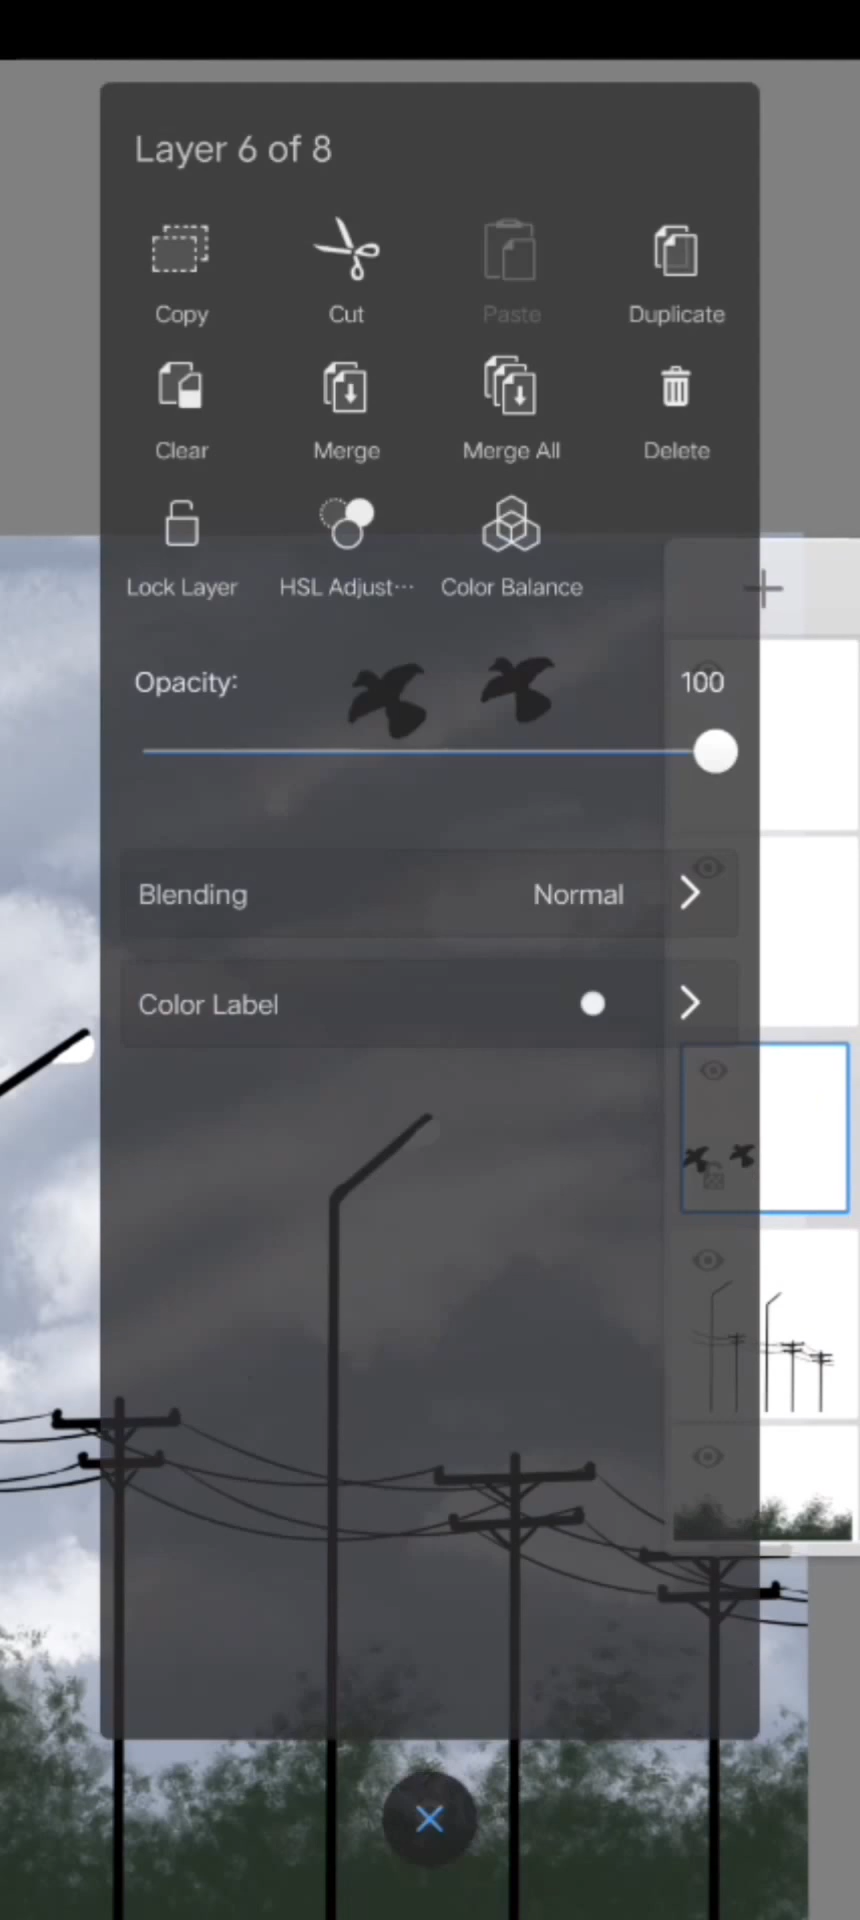 Layer 6 of 8
Copy
Cut
Paste
Duplicate
Clear
Merge
Merge All
Delete
Lock Layer
HSL Adjust···
Color Balance
Opacity:
100
Blending
Normal
Color Label